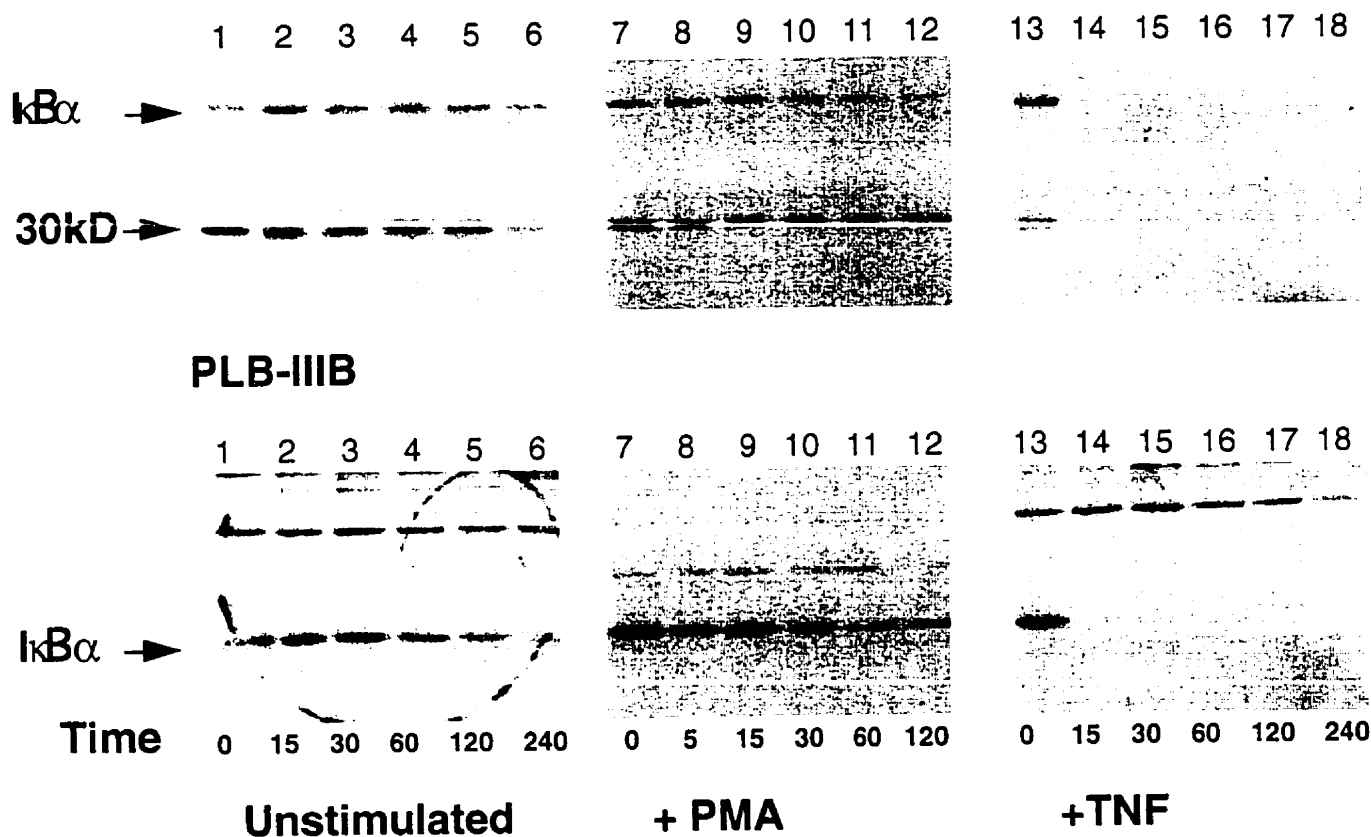 1 2 3 4 5 6 7 8 9 10 11 12 13 14 15 16 17 18
IκBα
30kD
PLB-IIIB
1 2 3 4 5 6 7 8 9 10 11 12 13 14 15 16 17 18
IκBα
Time 0 15 30 60 120 240 0 5 15 30 60 120 0 15 30 60 120 240
Unstimulated + PMA +TNF